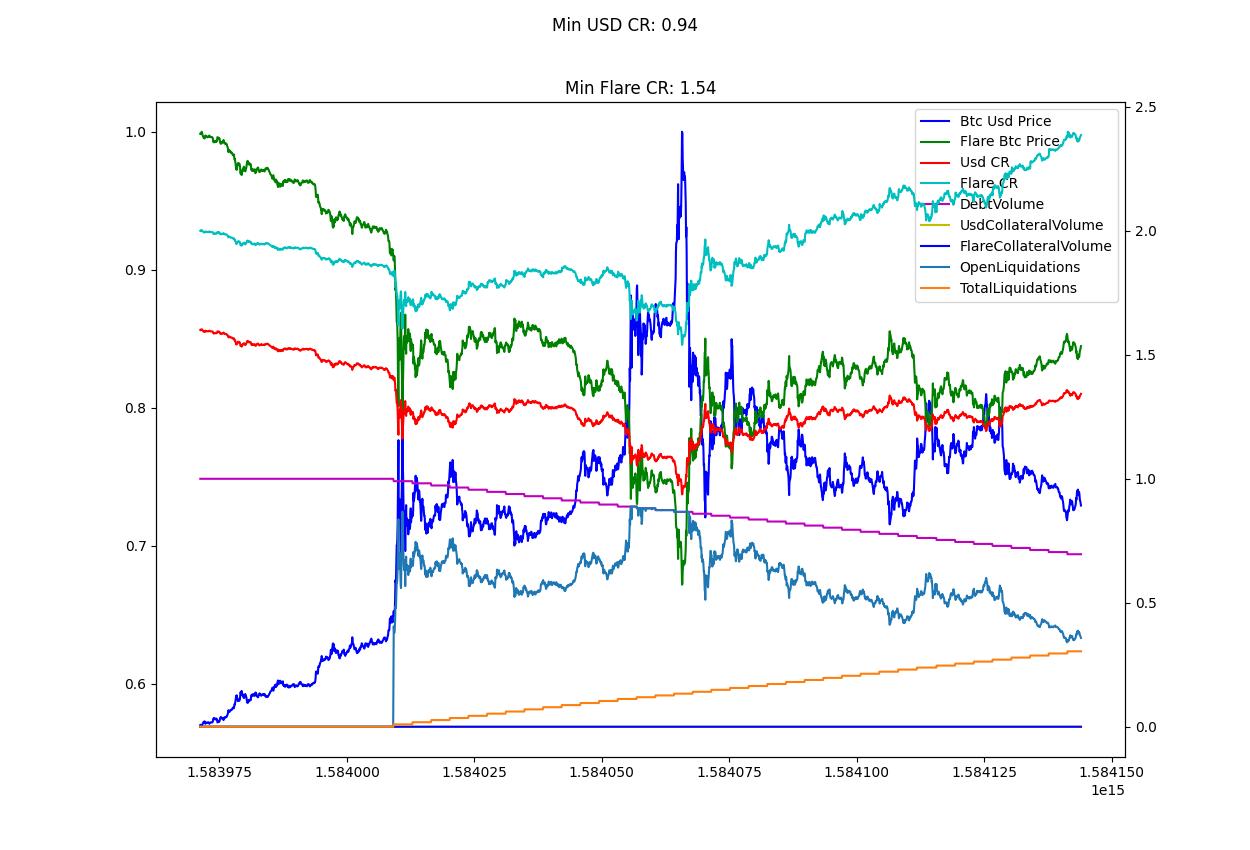 Min USD CR: 0.94
Min Flare CR: 1.54
1.0
0.9
0.8
0.7
0.6
2.5
2.0
1.5
1.0
0.5
0.0
Btc Usd Price
Flare Btc Price
Usd CR
Flare CR
DebtVolume
UsdCollateralVolume
FlareCollateralVolume
OpenLiquidations
TotalLiquidations
1.583975 1.584000 1.584025 1.584050 1.584075 1.584100 1.584125 1.584150
1e15